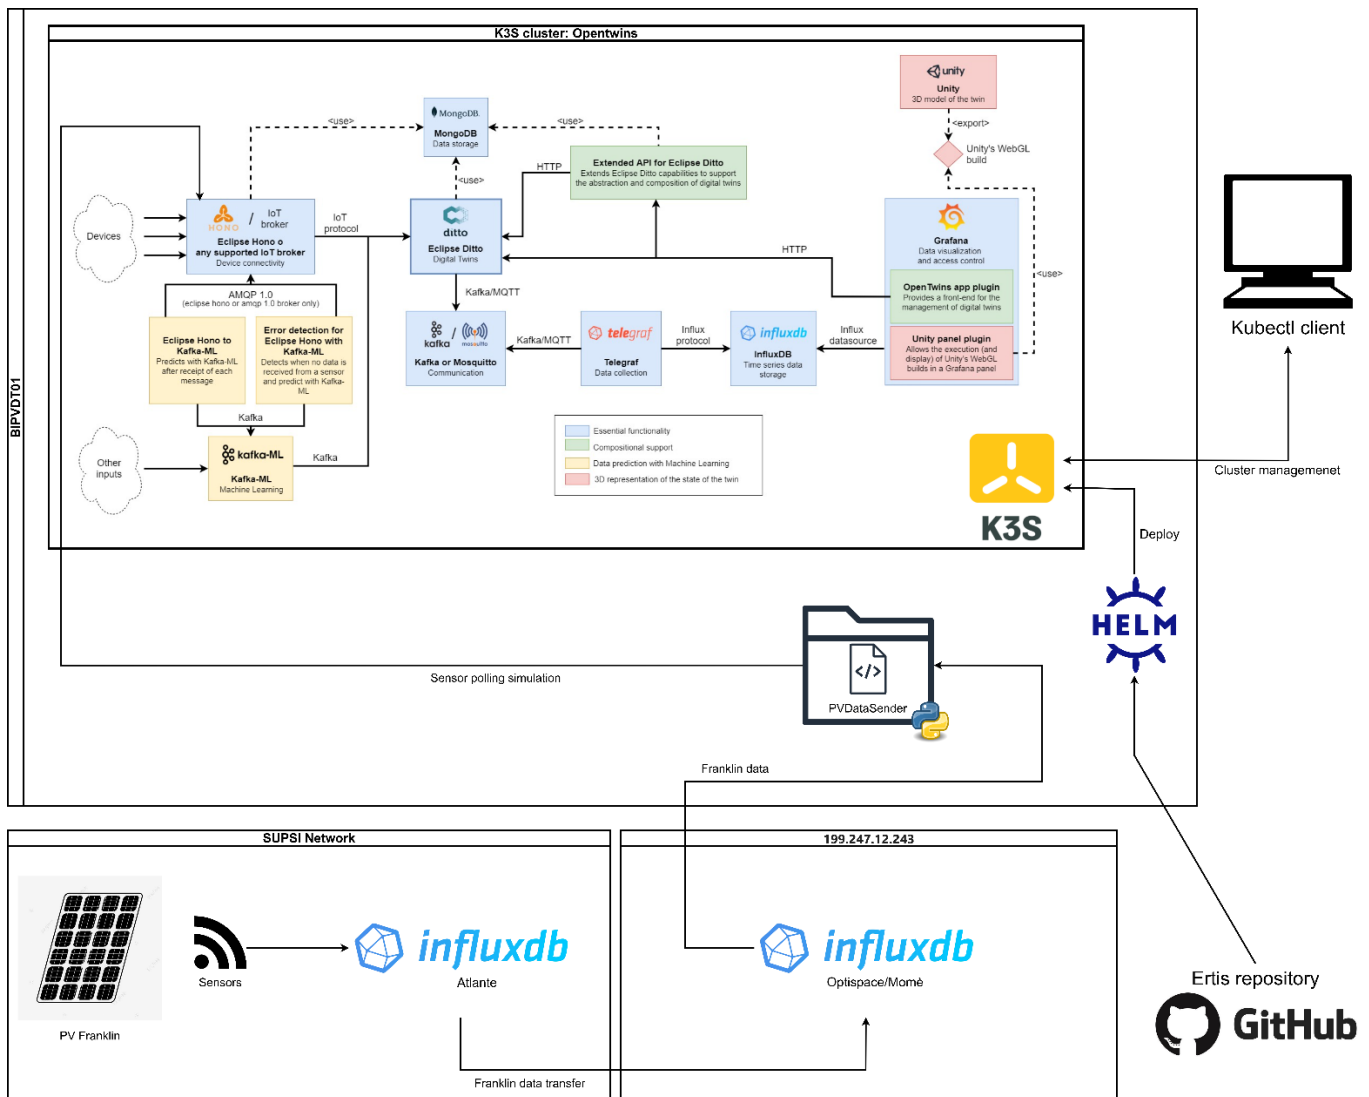 BIPVDT01
K3S cluster: Opentwins
unity
Unity
3D model of the twin
<export>
Unity's WebGL
build
MongoDB.
MongoDB
Data storage
<use>
<use>
<use>
HTTP
Extended API for Eclipse Ditto
Extends Eclipse Ditto capabilities to support
the abstraction and composition of digital twins
Devices
HONO
/
IoT
broker
Eclipse Hono o
any supported IoT broker
Device connectivity
IoT
protocol
ditto
Eclipse Ditto
Digital Twins
HTTP
Grafana
Data visualization
and access control
<use>
OpenTwins app plugin
Provides a front-end for the
management of digital twins
Unity panel plugin
Allows the execution (and
display) of Unity's WebGL
builds in a Grafana panel
AMQP 1.0
(eclipse hono or amqp 1.0 broker only)
Eclipse Hono to
Kafka-ML
Predicts with Kafka-ML
after receipt of each
message
Error detection for
Eclipse Hono with
Kafka-ML
Detects when no data is
received from a sensor
and predict with Kafka-
ML
Kafka/MQTT
kafka
/
mosquitto
Kafka or Mosquitto
Communication
Kafka/MQTT
telegraf
Telegraf
Data collection
Influx
protocol
influxdb
InfluxDB
Time series data
storage
Influx
datasource
Kafka
Other
inputs
kafka-ML
Kafka-ML
Machine Learning
Kafka
Essential functionality
Compositional support
Data prediction with Machine Learning
3D representation of the state of the twin
K3S
Kubectl client
Cluster managemenet
Deploy
HELM
Sensor polling simulation
</>
PVDataSender
Franklin data
SUPSI Network
199.247.12.243
PV Franklin
Sensors
influxdb
Atlante
influxdb
Optispace/Momè
Franklin data transfer
Ertis repository
GitHub